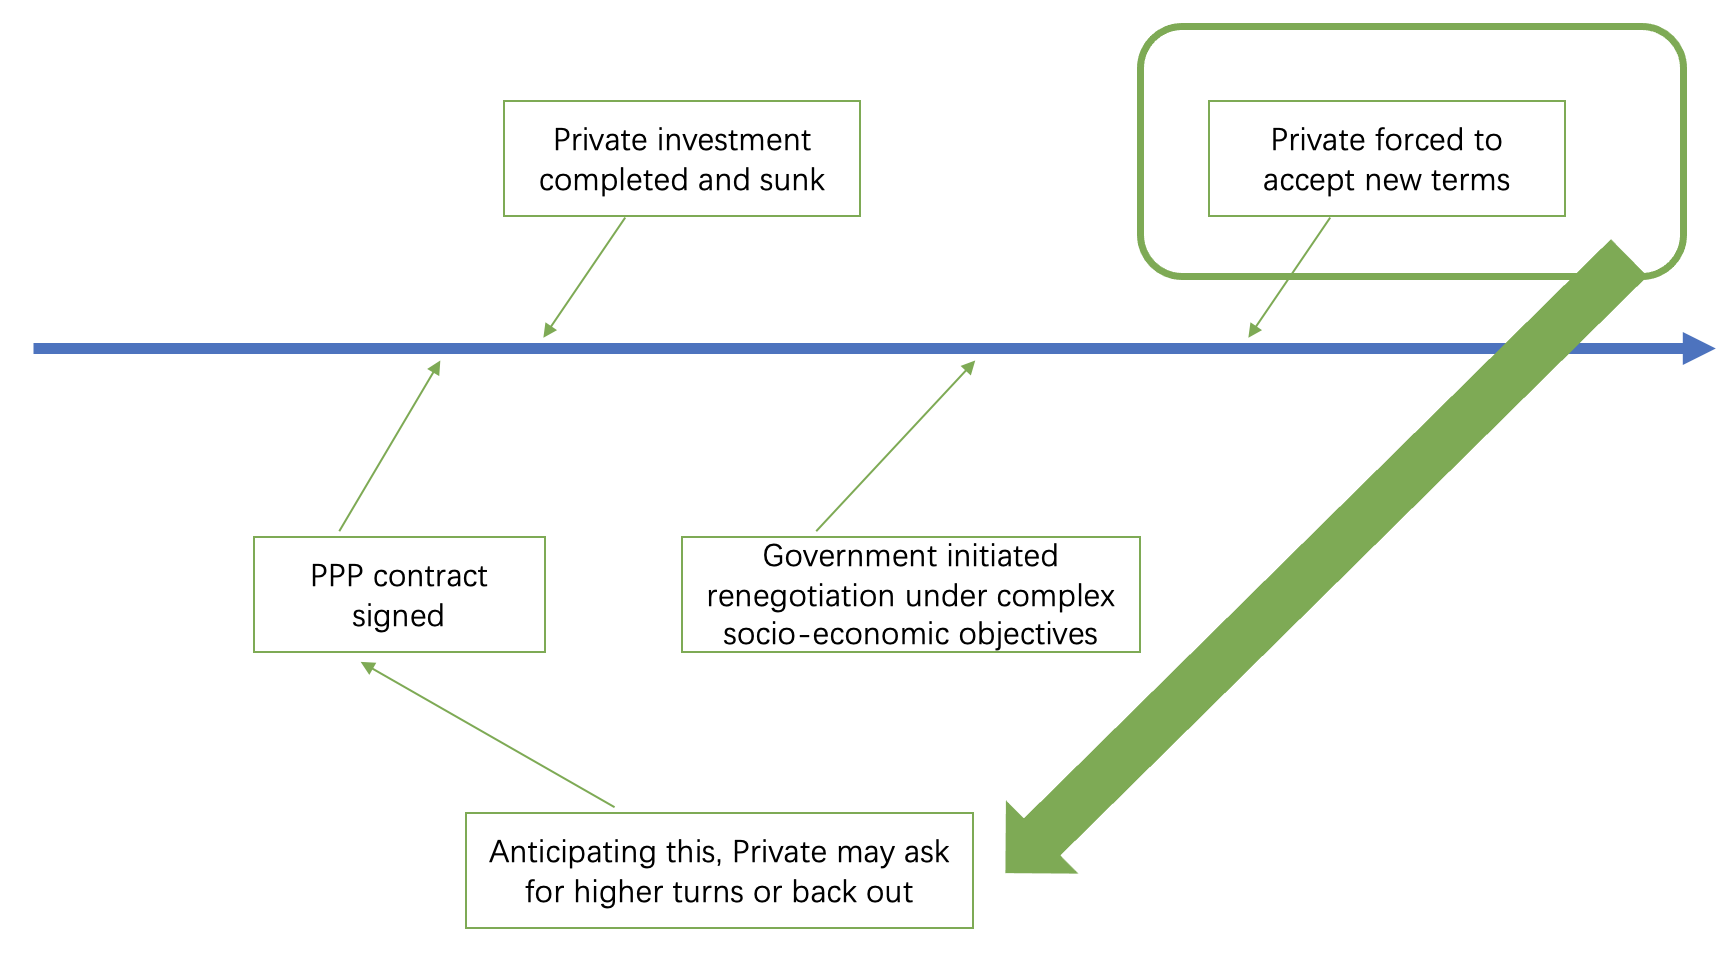 Private investment
completed and sunk
Private forced to
accept new terms
PPP contract
signed
Government initiated
renegotiation under complex
socio-economic objectives
Anticipating this, Private may ask
for higher turns or back out